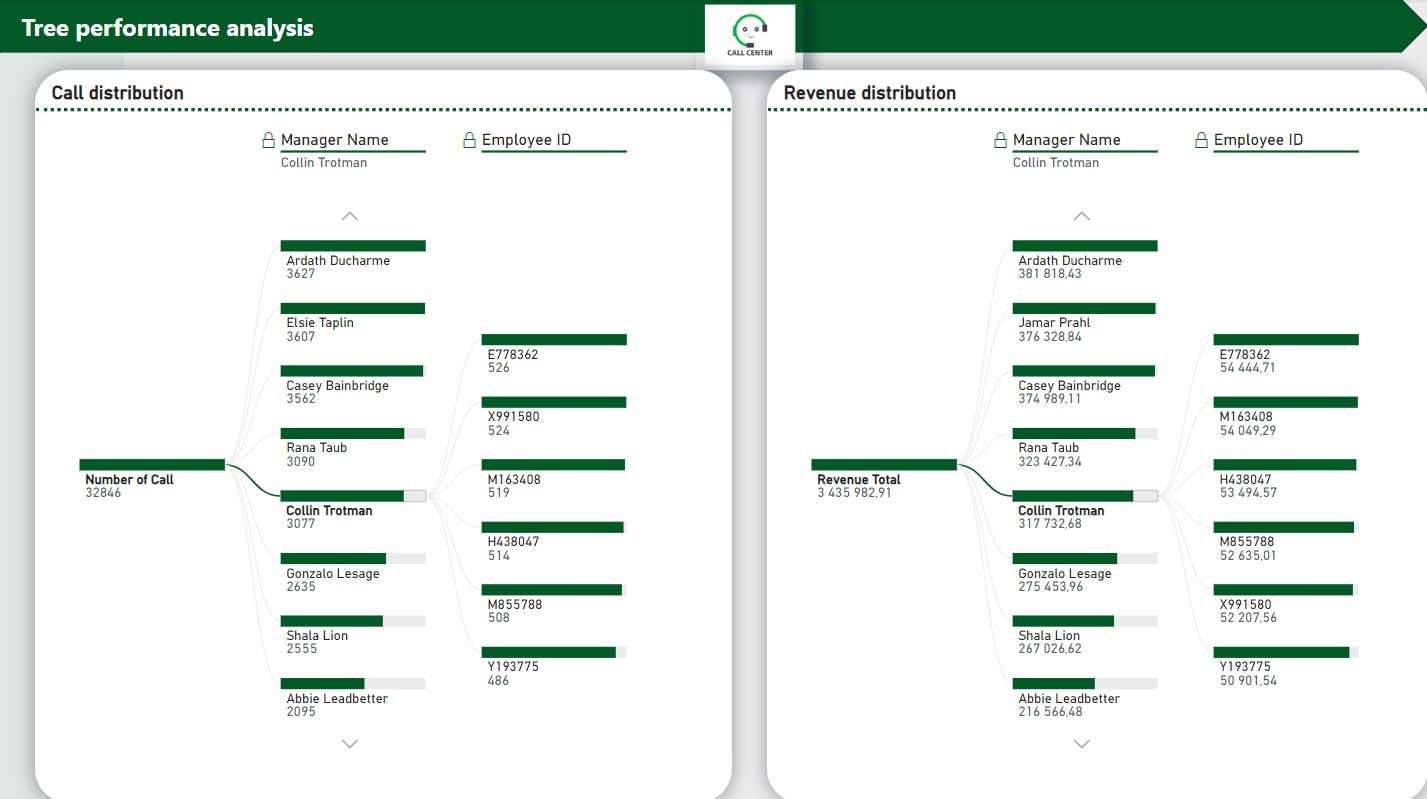 Tree performance analysis
CALL CENTER
Call distribution
Manager Name
Employee ID
Collin Trotman
Ardath Ducharme
3627
Elsie Taplin
3607
Casey Bainbridge
3562
Rana Taub
3090
Number of Call
32846
Collin Trotman
3077
Gonzalo Lesage
2635
Shala Lion
2555
Abbie Leadbetter
2095
E778362
526
X991580
524
M163408
519
H438047
514
M855788
508
Y193775
486
Revenue distribution
Manager Name
Employee ID
Collin Trotman
Ardath Ducharme
381 818,43
Jamar Prahl
376 328,84
Casey Bainbridge
374 989,11
Rana Taub
323 427,34
Revenue Total
3 435 982,91
Collin Trotman
317 732,68
Gonzalo Lesage
275 453,96
Shala Lion
267 026,62
Abbie Leadbetter
216 566,48
E778362
54 444,71
M163408
54 049,29
H438047
53 494,57
M855788
52 635,01
X991580
52 207,56
Y193775
50 901,54